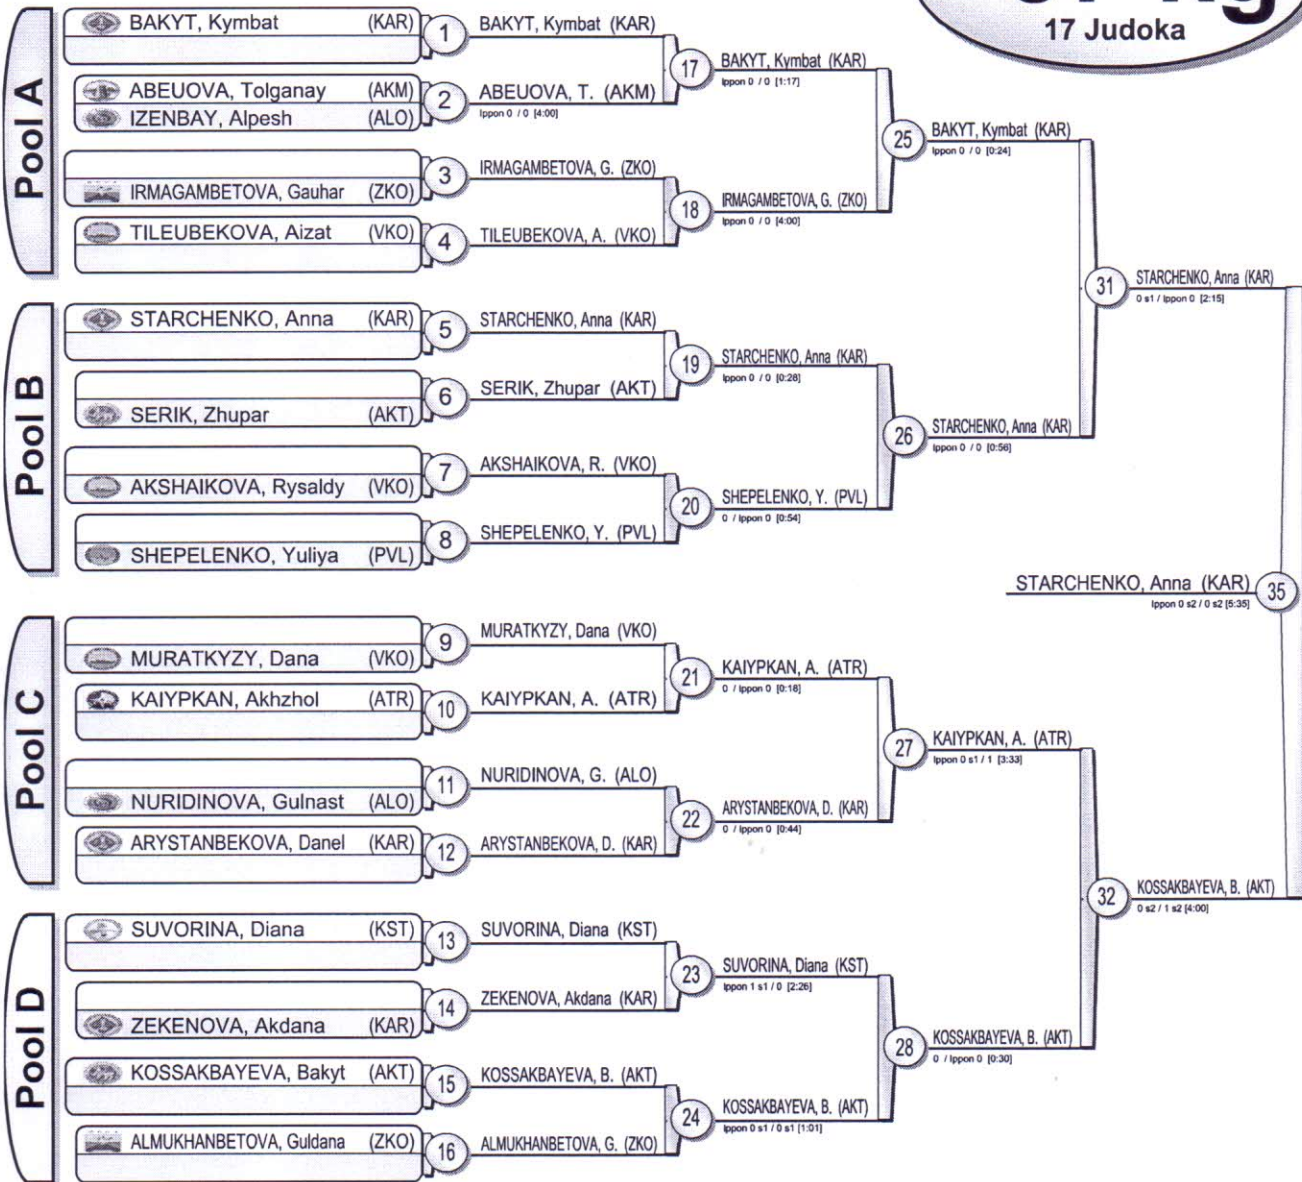 17 Judoka
Pool A
BAKYT, Kymbat (KAR)
1
ABEUOVA, Tolganay (AKM)
IZENBAY, Alpesh (ALO)
2
IRMAGAMBETOVA, Gauhar (ZKO)
3
TILEUBEKOVA, Aizat (VKO)
4
BAKYT, Kymbat (KAR)
17
ABEUOVA, T. (AKM)
Ippon 0 / 0 [4:00]
IRMAGAMBETOVA, G. (ZKO)
18
TILEUBEKOVA, A. (VKO)
BAKYT, Kymbat (KAR)
Ippon 0 / 0 [1:17]
25
IRMAGAMBETOVA, G. (ZKO)
Ippon 0 / 0 [4:00]
BAKYT, Kymbat (KAR)
Ippon 0 / 0 [0:24]
Pool B
STARCHENKO, Anna (KAR)
5
SERIK, Zhupar (AKT)
6
AKSHAIKOVA, Rysaldy (VKO)
7
SHEPELENKO, Yuliya (PVL)
8
STARCHENKO, Anna (KAR)
19
SERIK, Zhupar (AKT)
AKSHAIKOVA, R. (VKO)
20
SHEPELENKO, Y. (PVL)
STARCHENKO, Anna (KAR)
Ippon 0 / 0 [0:28]
26
SHEPELENKO, Y. (PVL)
0 / Ippon 0 [0:54]
STARCHENKO, Anna (KAR)
Ippon 0 / 0 [0:56]
31
STARCHENKO, Anna (KAR)
0 s1 / Ippon 0 [2:15]
STARCHENKO, Anna (KAR)
Ippon 0 s2 / 0 s2 [5:35]
35
Pool C
MURATKYZY, Dana (VKO)
9
KAIYPKAN, Akhzhol (ATR)
10
NURIDINOVA, Gulnast (ALO)
11
ARYSTANBEKOVA, Danel (KAR)
12
MURATKYZY, Dana (VKO)
21
KAIYPKAN, A. (ATR)
NURIDINOVA, G. (ALO)
22
ARYSTANBEKOVA, D. (KAR)
KAIYPKAN, A. (ATR)
0 / Ippon 0 [0:18]
27
ARYSTANBEKOVA, D. (KAR)
0 / Ippon 0 [0:44]
KAIYPKAN, A. (ATR)
Ippon 0 s1 / 1 [3:33]
Pool D
SUVORINA, Diana (KST)
13
ZEKENOVA, Akdana (KAR)
14
KOSSAKBAYEVA, Bakyt (AKT)
15
ALMUKHANBETOVA, Guldana (ZKO)
16
SUVORINA, Diana (KST)
23
ZEKENOVA, Akdana (KAR)
KOSSAKBAYEVA, B. (AKT)
24
ALMUKHANBETOVA, G. (ZKO)
SUVORINA, Diana (KST)
Ippon 1 s1 / 0 [2:26]
28
KOSSAKBAYEVA, B. (AKT)
Ippon 0 s1 / 0 s1 [1:01]
KOSSAKBAYEVA, B. (AKT)
0 / Ippon 0 [0:30]
32
KOSSAKBAYEVA, B. (AKT)
0 s2 / 1 s2 [4:00]